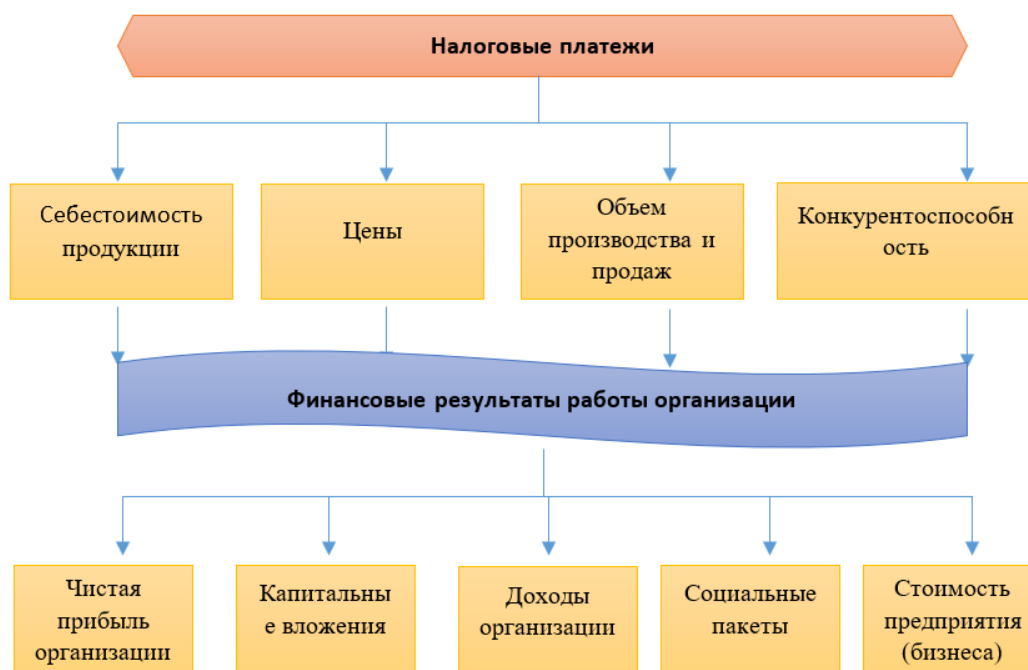 Налоговые платежи
Себестоимость
продукции
Цены
Объем
производства и
продаж
Конкурентоспособн
ость
Финансовые результаты работы организации
Чистая
прибыль
организации
Капитальны
е вложения
Доходы
организации
Социальные
пакеты
Стоимость
предприятия
(бизнеса)